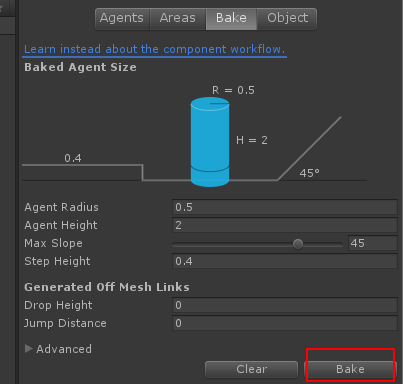 Agents Areas Bake Object
Learn instead about the component workflow.
Baked Agent Size
R = 0.5
0.4
H = 2
45°
Agent Radius 0.5
Agent Height 2
Max Slope 45
Step Height 0.4
Generated Off Mesh Links
Drop Height 0
Jump Distance 0
Advanced
Clear Bake